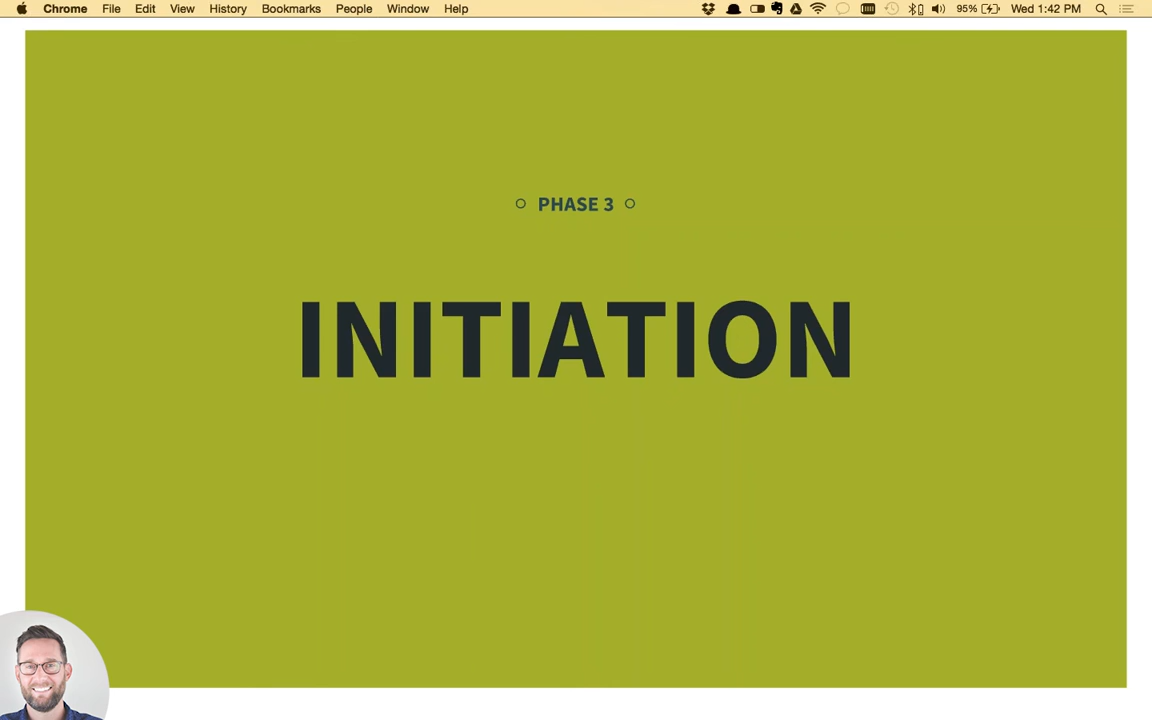 Chrome File Edit View History Bookmarks People Window Help 95% Wed 1:42 PM
PHASE 3
INITIATION